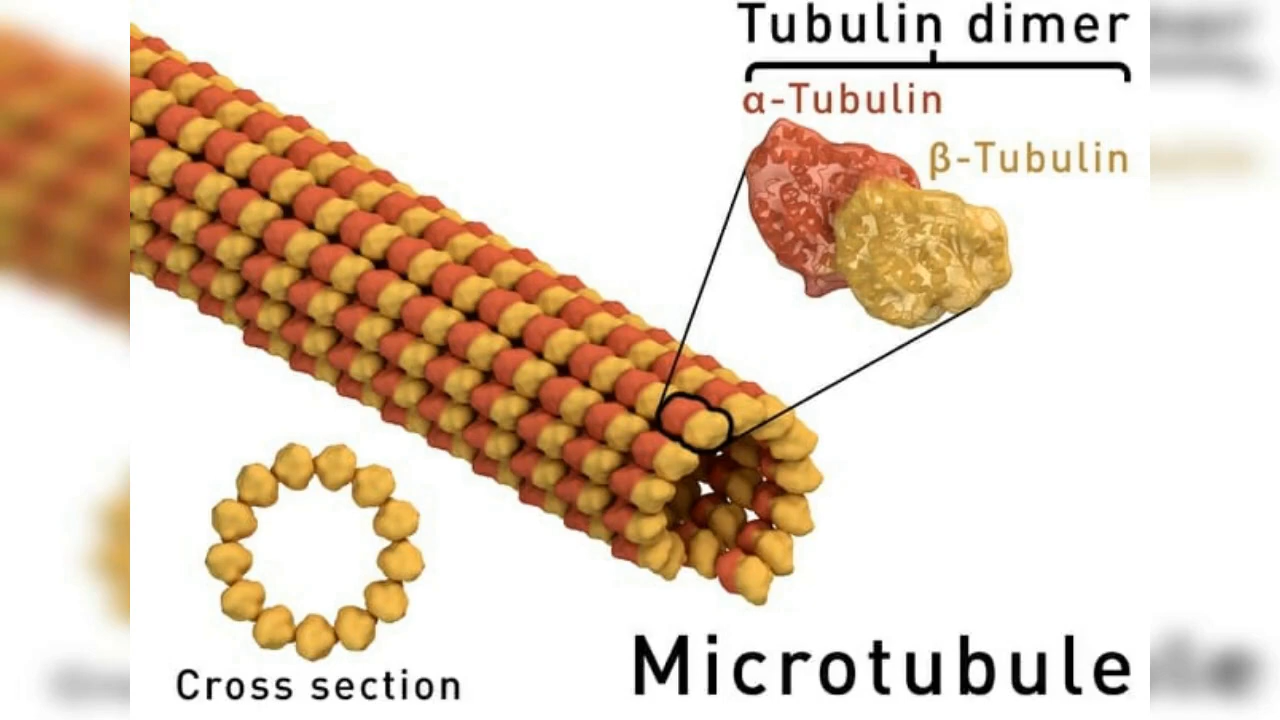 Tubulin dimer
α-Tubulin
β-Tubulin
Cross section
Microtubule